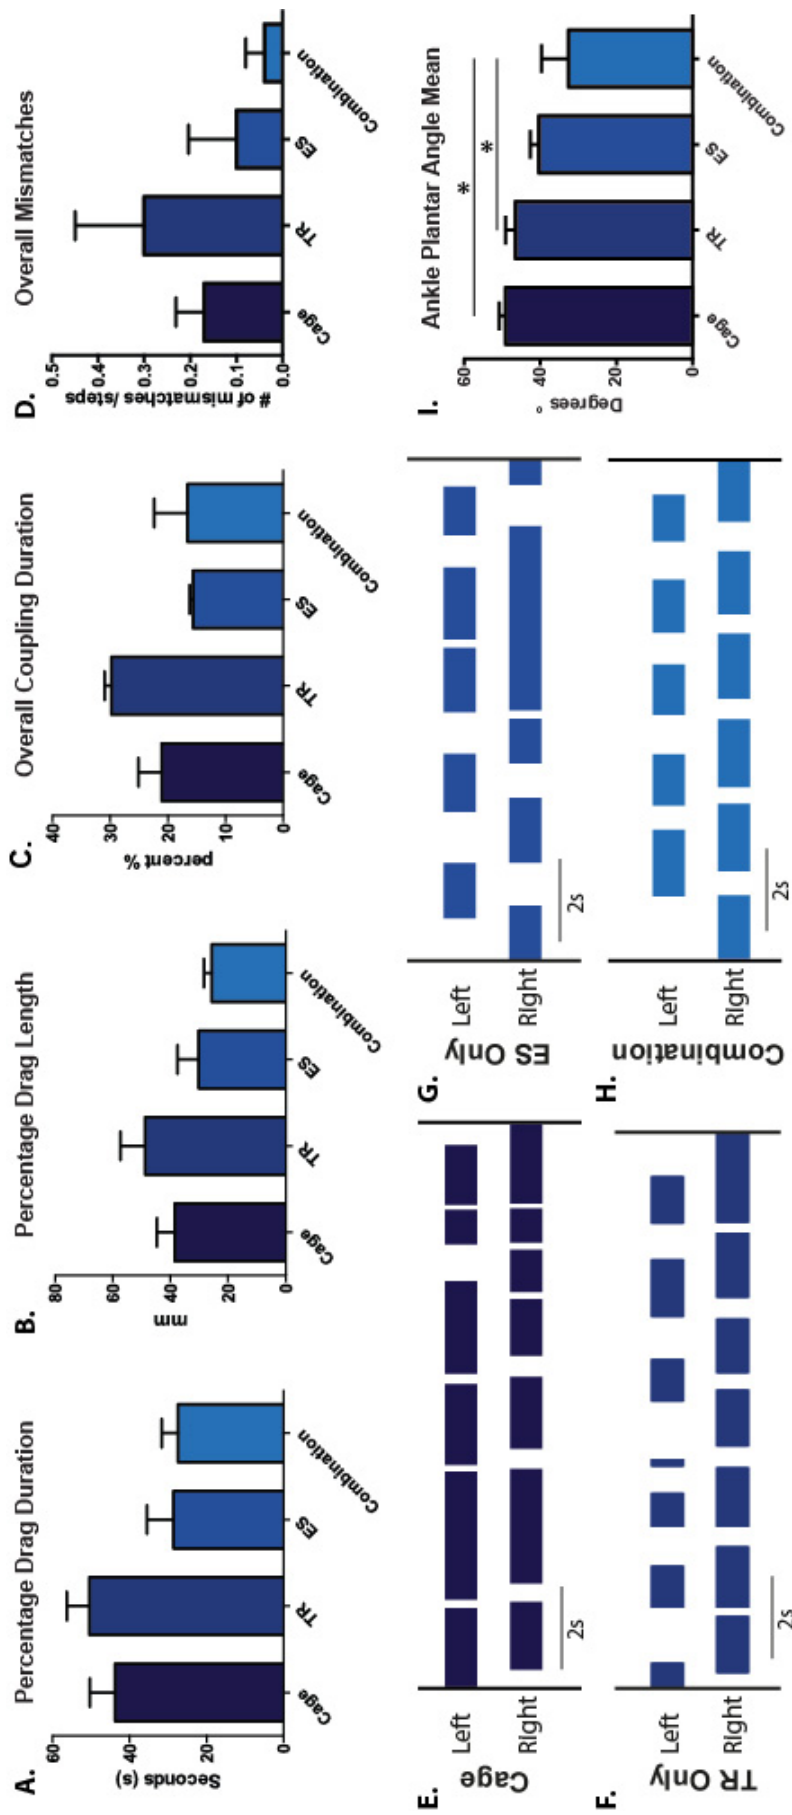 A.
Percentage Drag Duration
Seconds (s)
60
40
20
0
Cage
TR
ES
Combination
B.
Percentage Drag Length
mm
80
60
40
20
0
Cage
TR
ES
Combination
C.
Overall Coupling Duration
percent %
40
30
20
10
0
Cage
TR
ES
Combination
D.
Overall Mismatches
# of mismatches /steps
0.5
0.4
0.3
0.2
0.1
0.0
Cage
TR
ES
Combination
E.
Cage
Left
Right
2s
F.
TR Only
Left
Right
2s
G.
ES Only
Left
Right
2s
H.
Combination
Left
Right
2s
I.
Ankle Plantar Angle Mean
Degrees °
60
40
20
0
*
*
Cage
TR
ES
Combination